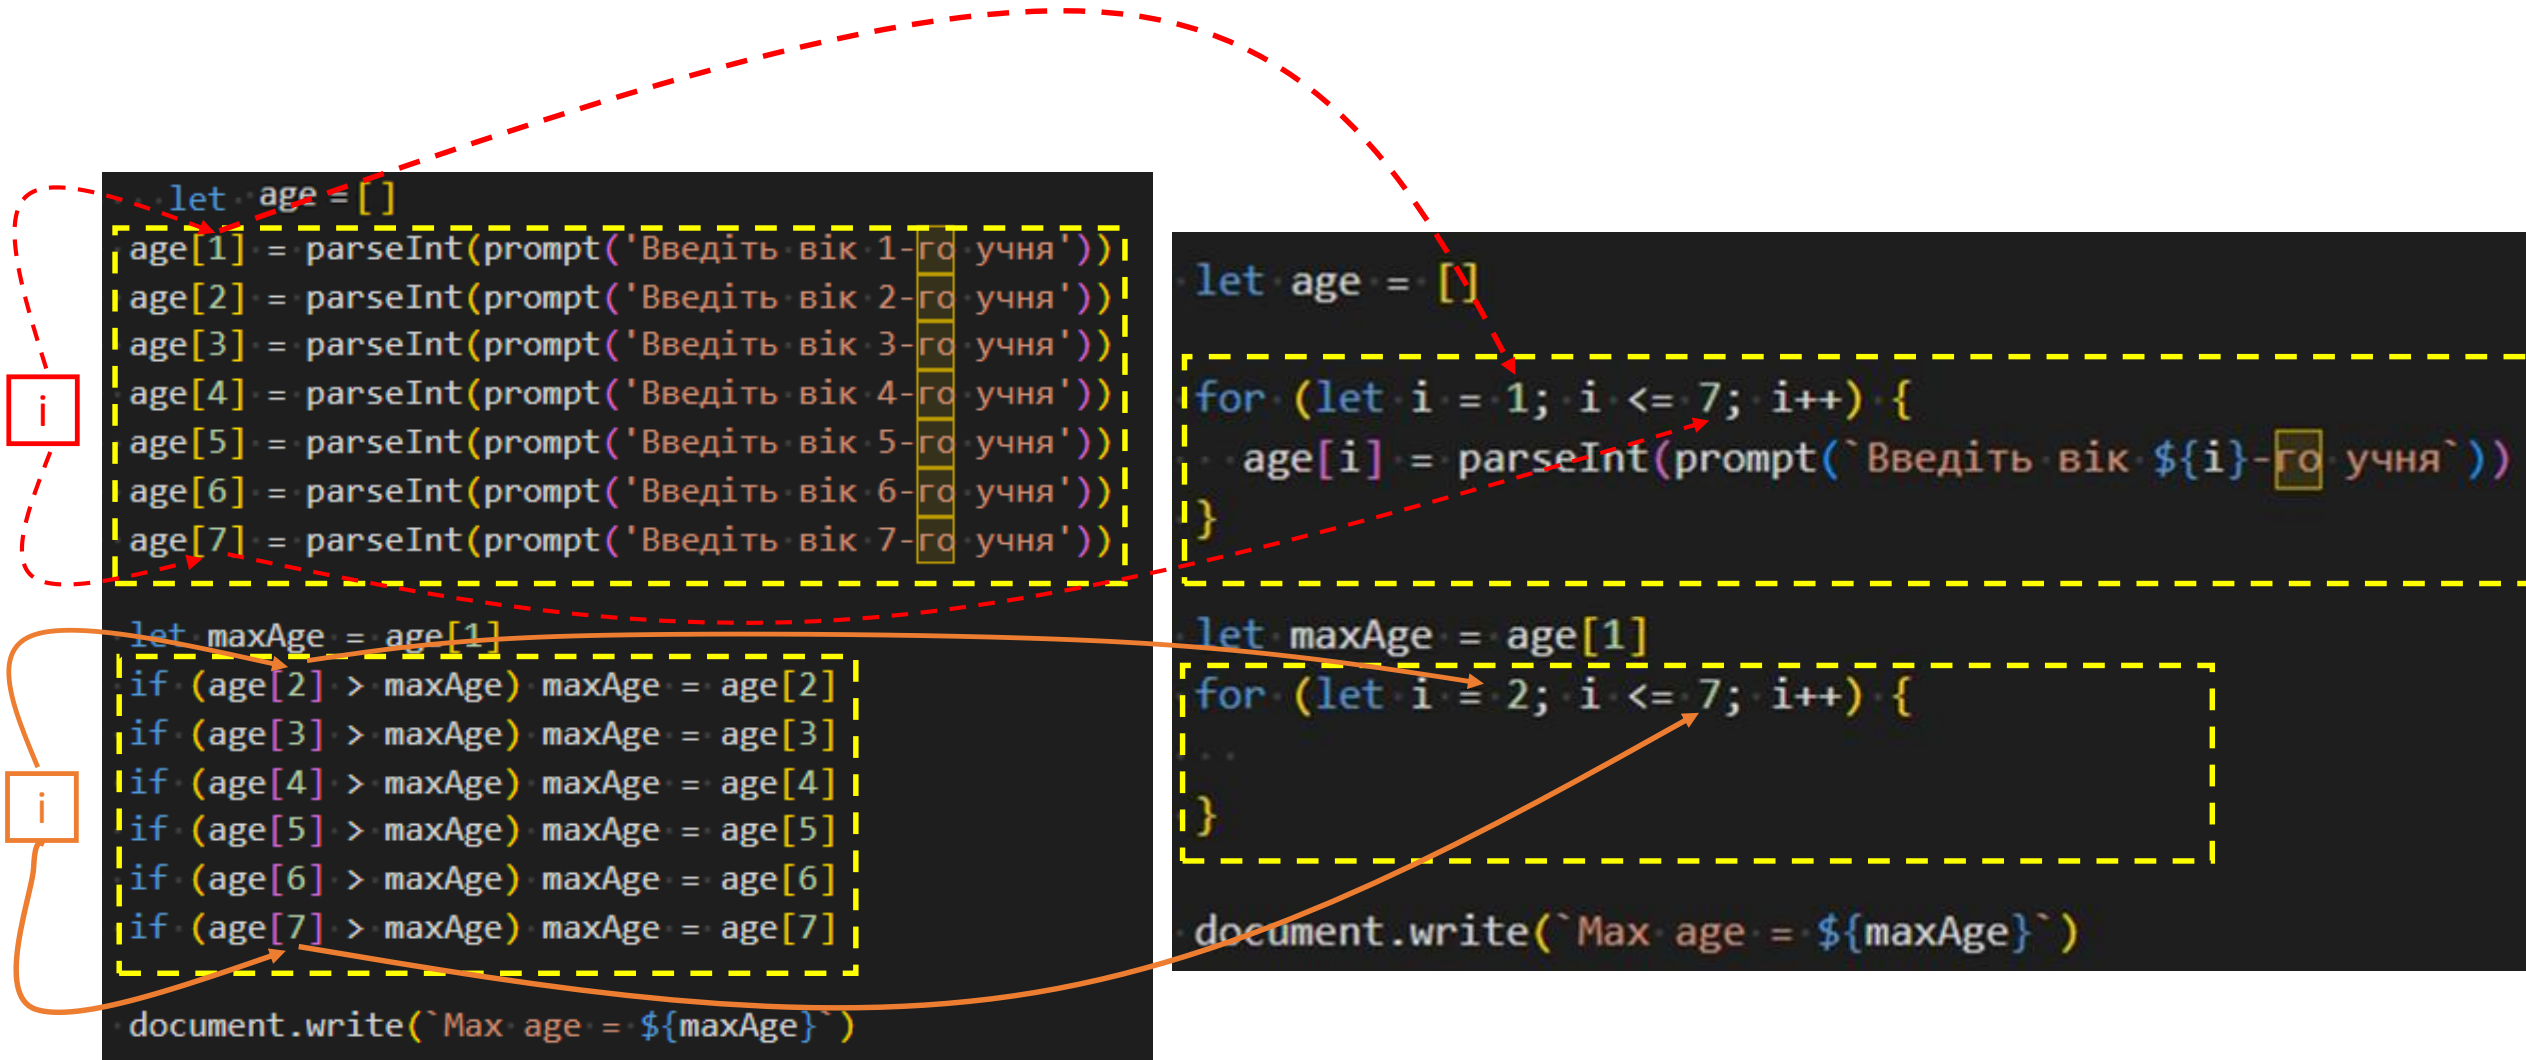 let age = []
age[1] = parseInt(prompt('Введіть вік 1-го учня'))
age[2] = parseInt(prompt('Введіть вік 2-го учня'))
age[3] = parseInt(prompt('Введіть вік 3-го учня'))
age[4] = parseInt(prompt('Введіть вік 4-го учня'))
age[5] = parseInt(prompt('Введіть вік 5-го учня'))
age[6] = parseInt(prompt('Введіть вік 6-го учня'))
age[7] = parseInt(prompt('Введіть вік 7-го учня'))
i
let maxAge = age[1]
if (age[2] > maxAge) maxAge = age[2]
if (age[3] > maxAge) maxAge = age[3]
if (age[4] > maxAge) maxAge = age[4]
if (age[5] > maxAge) maxAge = age[5]
if (age[6] > maxAge) maxAge = age[6]
if (age[7] > maxAge) maxAge = age[7]
i
document.write(`Max age = ${maxAge}`)
let age = []
for (let i = 1; i <= 7; i++) {
age[i] = parseInt(prompt(`Введіть вік ${i}-го учня`))
}
let maxAge = age[1]
for (let i = 2; i <= 7; i++) {
}
document.write(`Max age = ${maxAge}`)